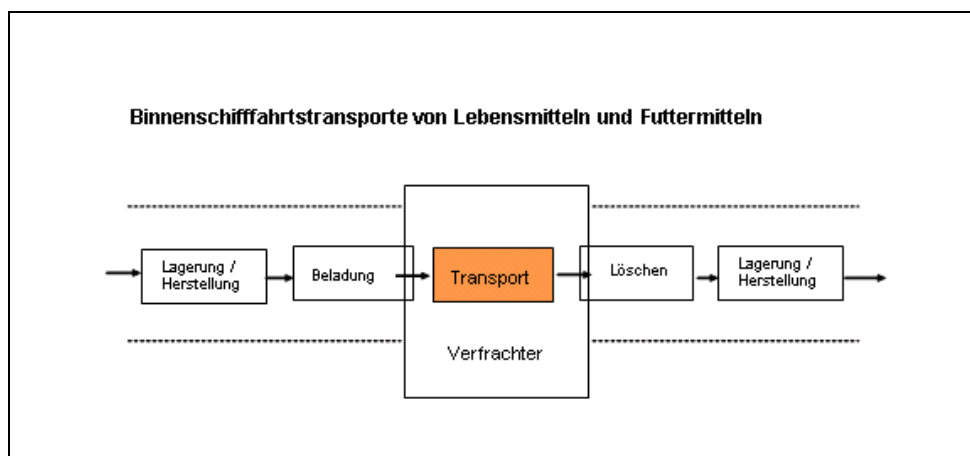 Binnenschifffahrtstransporte von Lebensmitteln und Futtermitteln
Lagerung /
Herstellung
Beladung
Transport
Löschen
Lagerung /
Herstellung
Verfrachter